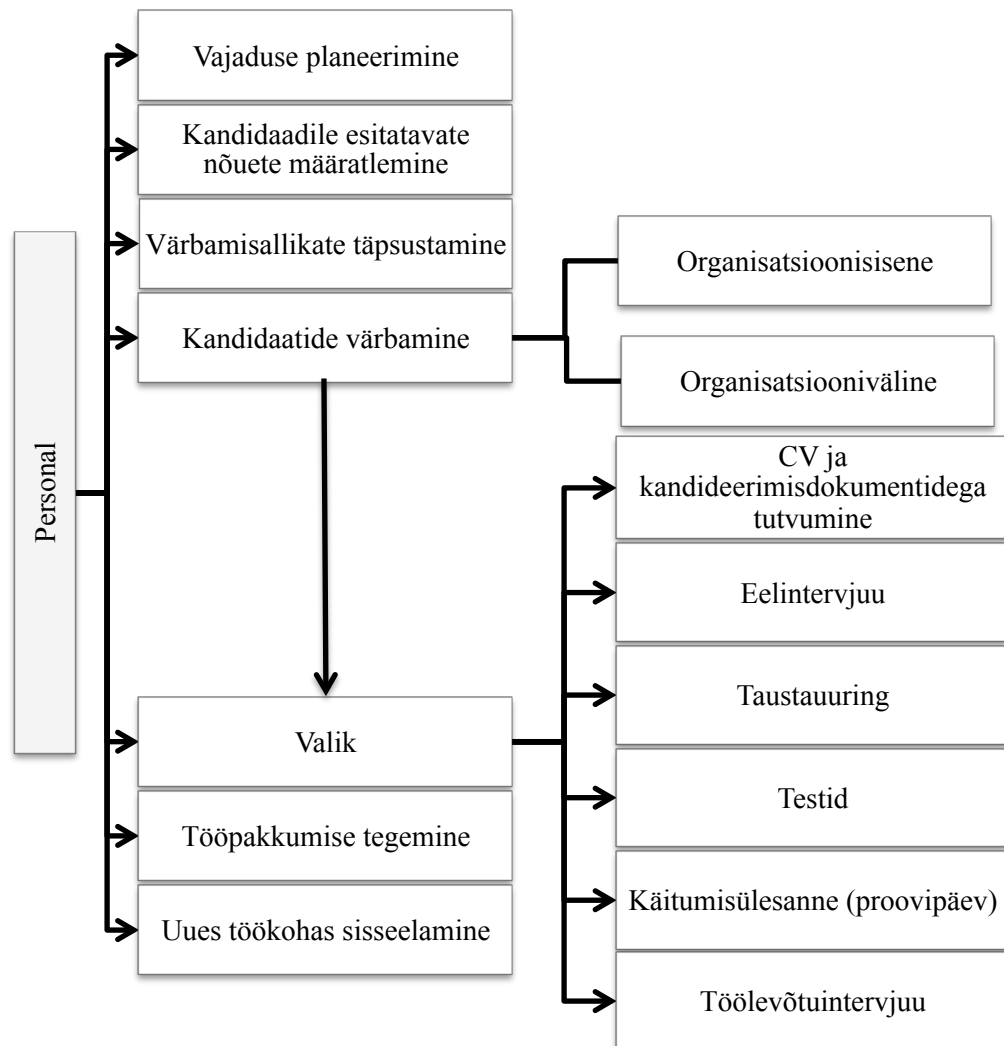 Personal
Vajaduse planeerimine
Kandidaadile esitatavate
nõuete määratlemine
Värbamisallikate täpsustamine
Kandidaatide värbamine
Organisatsioonisisene
Organisatsiooniväline
Valik
CV ja
kandideerimisdokumentidega
tutvumine
Eelintervjuu
Taustauuring
Testid
Käitumisülesanne (proovipäev)
Töölevõtuintervjuu
Tööpakkumise tegemine
Uues töökohas sisseelamine